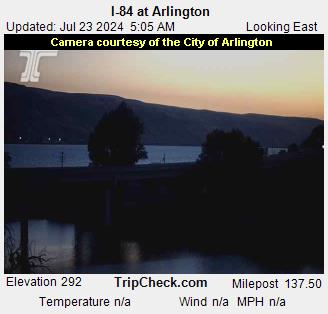 I-84 at Arlington
Updated: Jul 23 2024 5:05 AM Looking East
Camera courtesy of the City of Arlington
Elevation 292 TripCheck.com Milepost 137.50
Temperature n/a Wind n/a MPH n/a